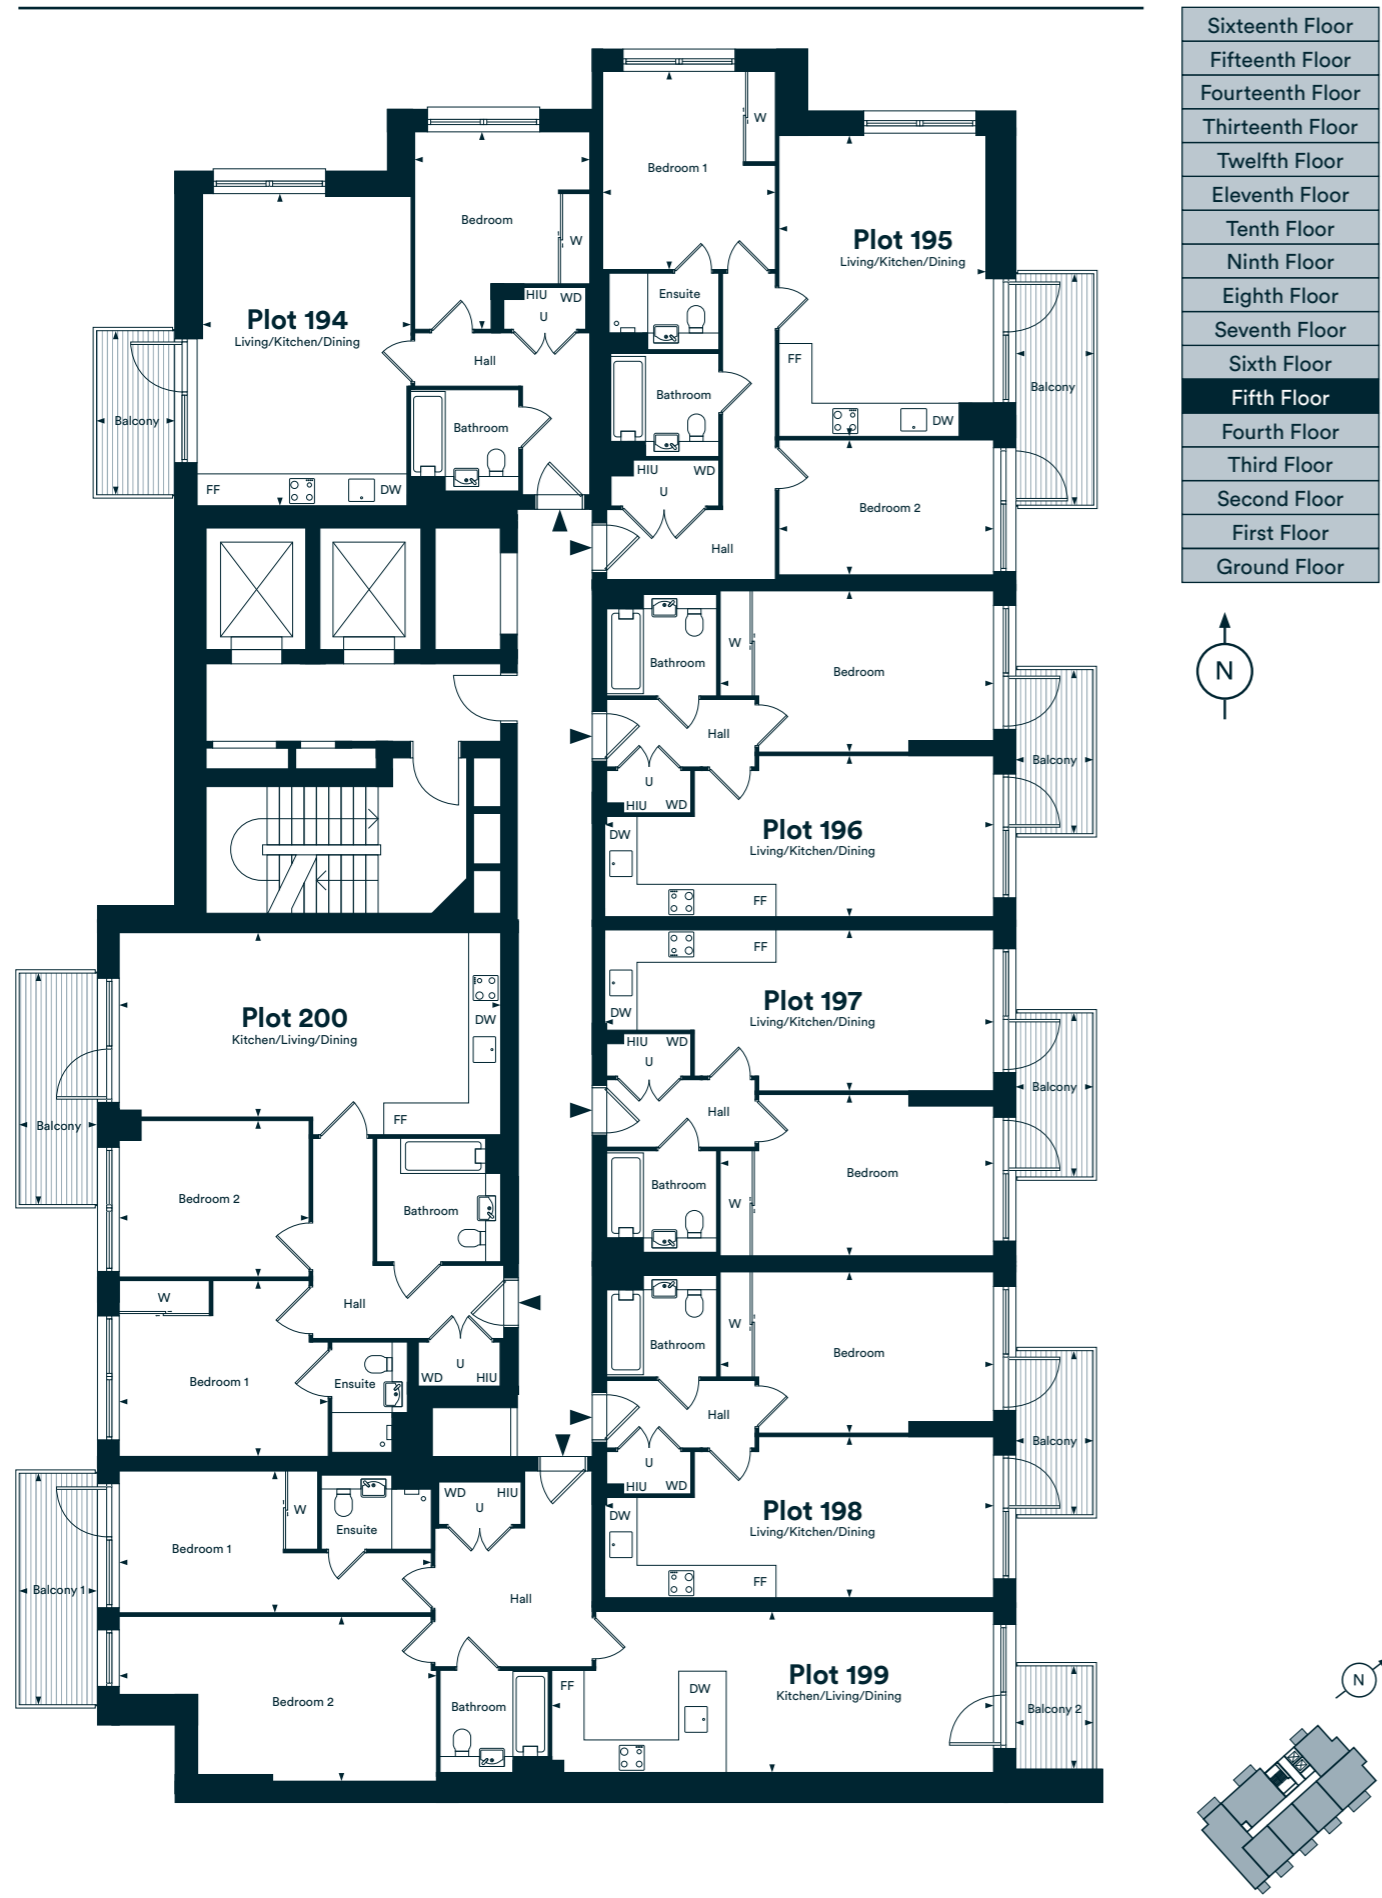 Sixteenth Floor
Fifteenth Floor
Fourteenth Floor
Thirteenth Floor
Twelfth Floor
Eleventh Floor
Tenth Floor
Ninth Floor
Eighth Floor
Seventh Floor
Sixth Floor
Fifth Floor
Fourth Floor
Third Floor
Second Floor
First Floor
Ground Floor
N
Bedroom
W
Plot 194
Living/Kitchen/Dining
HIU WD
U
Hall
Balcony
Bathroom
FF
DW
Bedroom 1
W
Plot 195
Living/Kitchen/Dining
Ensuite
FF
Bathroom
Balcony
DW
HIU WD
U
Bedroom 2
Hall
Bathroom
W
Bedroom
Hall
Balcony
U
HIU WD
DW
Plot 196
Living/Kitchen/Dining
FF
FF
Plot 197
Living/Kitchen/Dining
DW
HIU WD
U
Hall
Balcony
Bathroom
W
Bedroom
Plot 200
Kitchen/Living/Dining
DW
FF
Balcony
Bedroom 2
Bathroom
W
Hall
Bedroom 1
Ensuite
U
WD HIU
Bathroom
W
Bedroom
Hall
Balcony
U
HIU WD
DW
Plot 198
Living/Kitchen/Dining
FF
W
WD HIU
U
Ensuite
Bedroom 1
Balcony 1
Hall
Bedroom 2
Bathroom
FF
DW
Plot 199
Kitchen/Living/Dining
Balcony 2
N